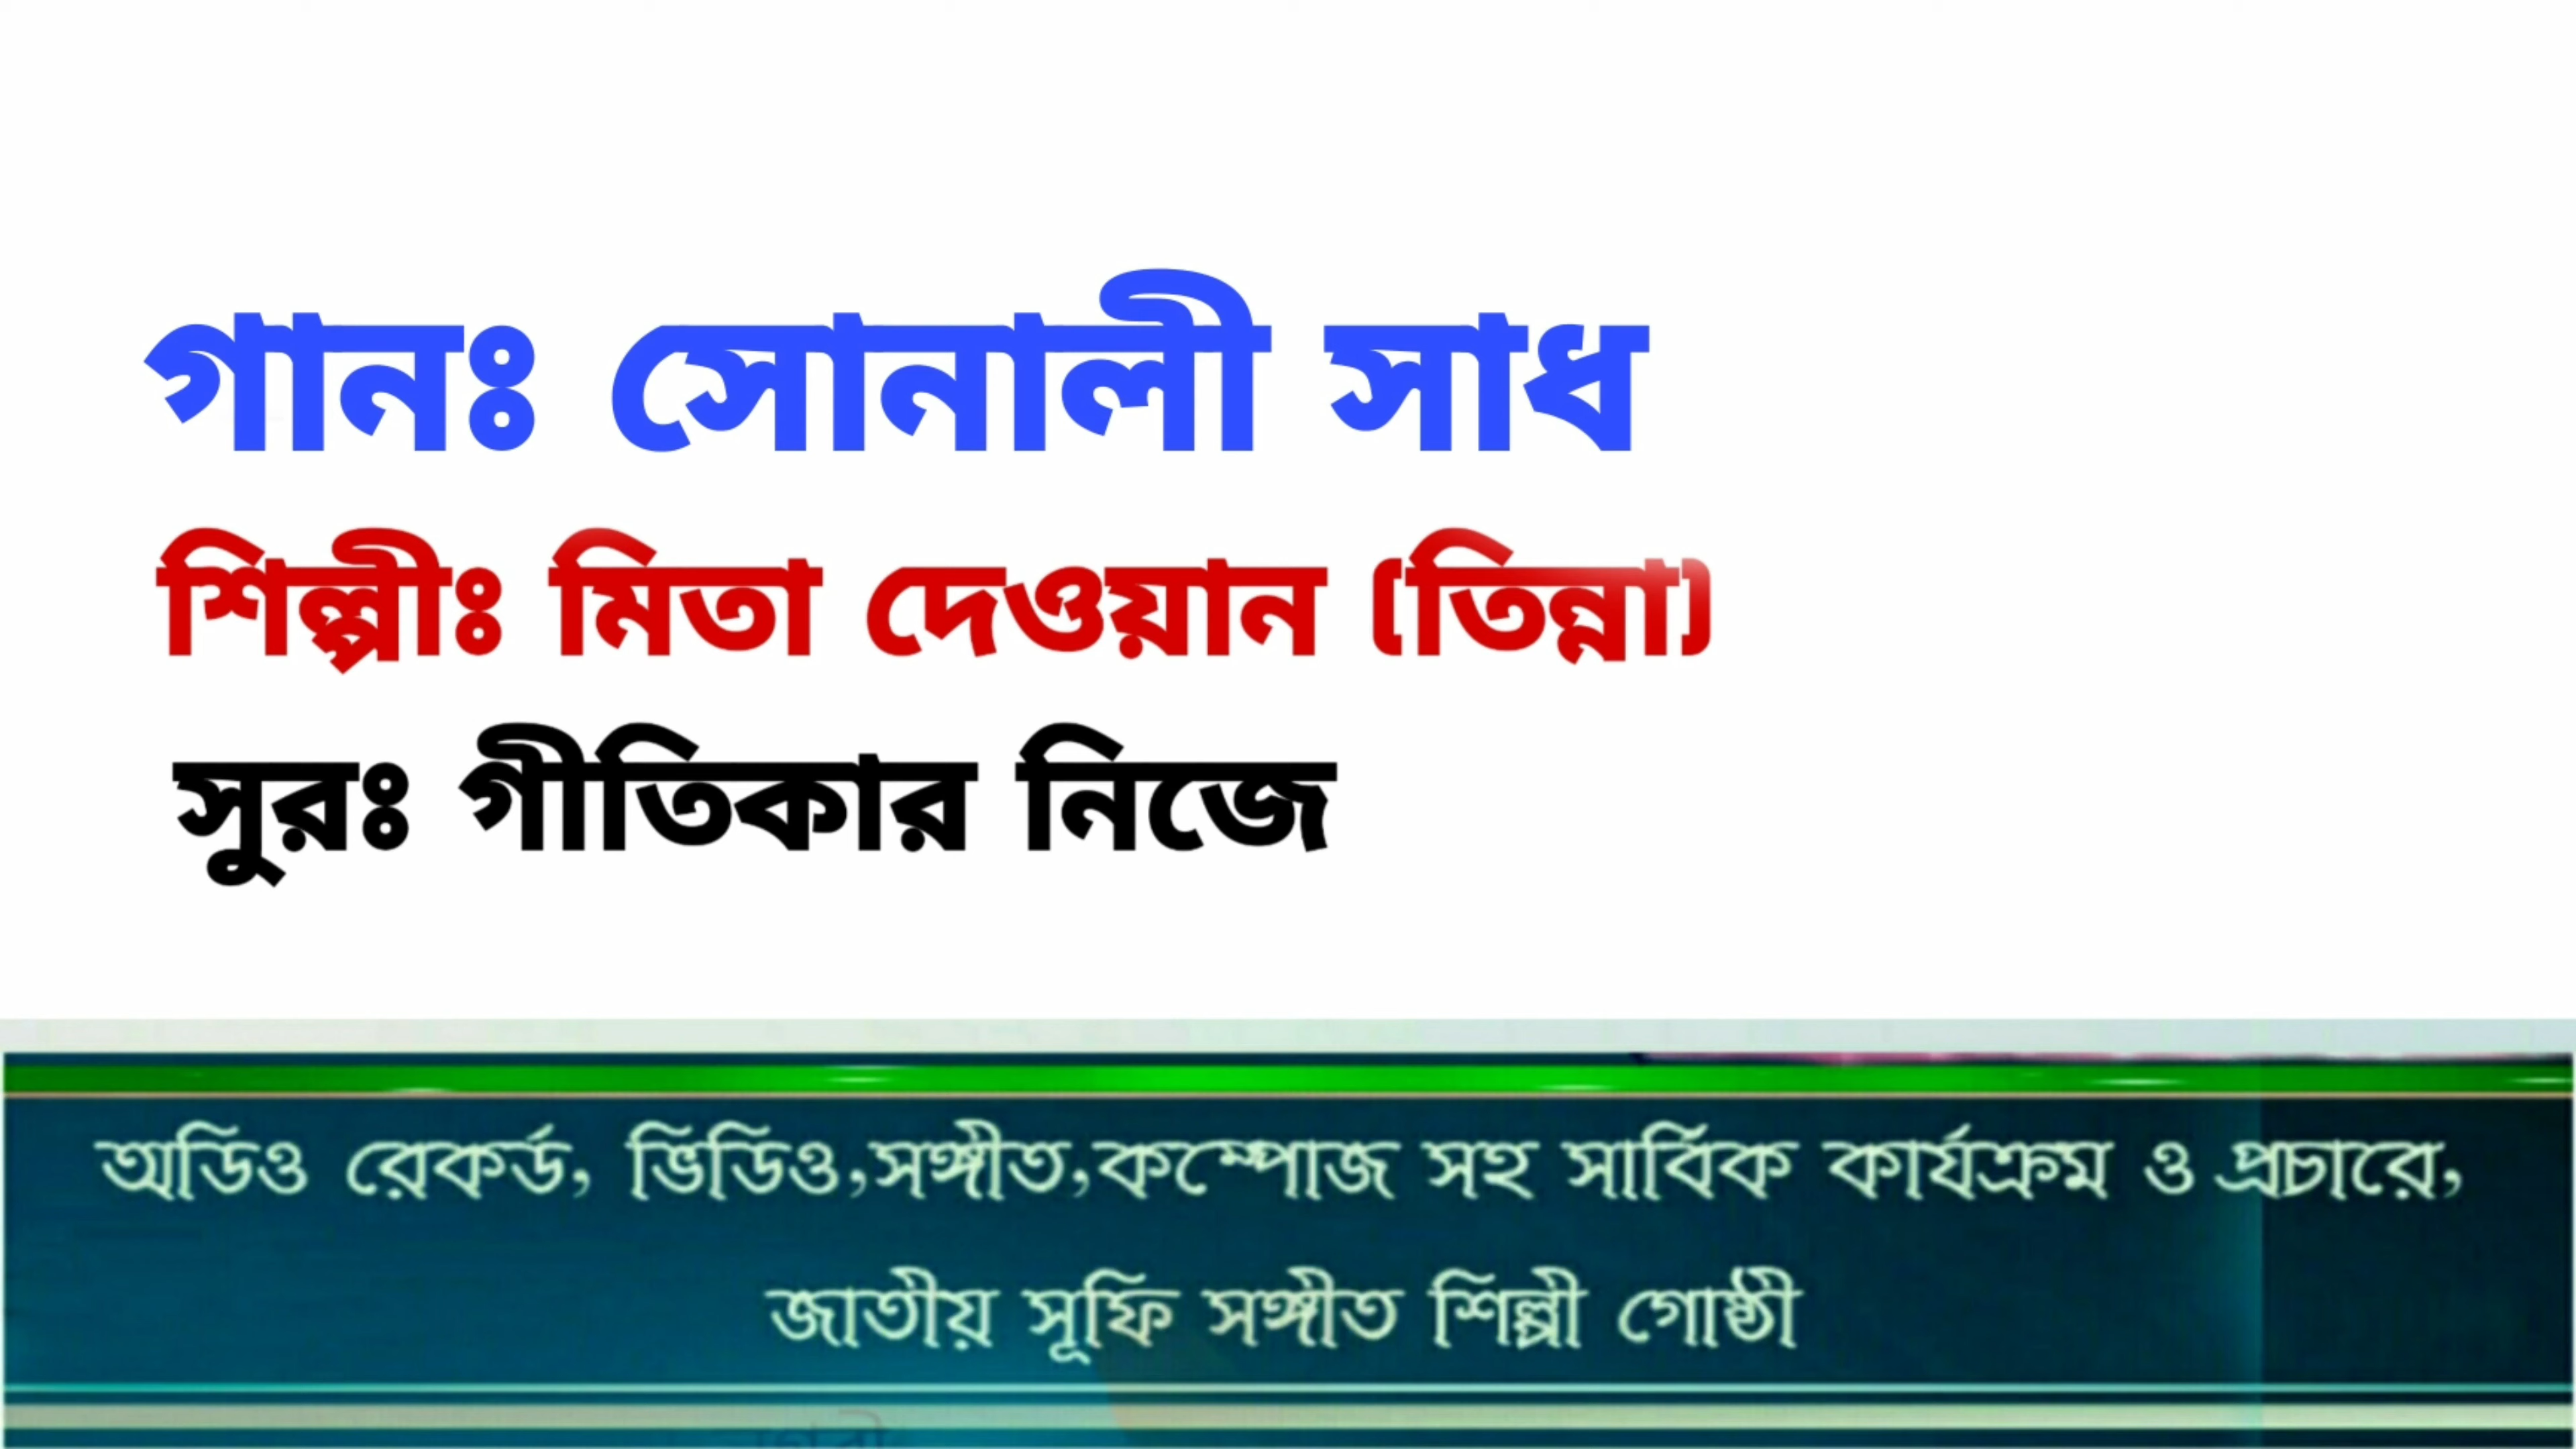 গানঃ সোনালী সাধ
শিল্পীঃ মিতা দেওয়ান (তিন্না)
সুরঃ গীতিকার নিজে
অডিও রেকর্ড, ভিডিও,সঙ্গীত,কম্পোজ সহ সার্বিক কার্যক্রম ও প্রচারে,
জাতীয় সূফি সঙ্গীত শিল্পী গোষ্ঠী